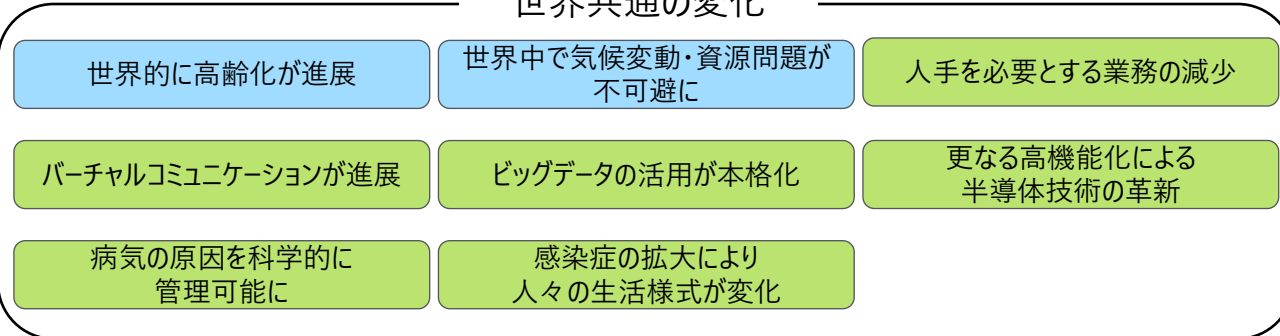 世界共通の変化
世界的に高齢化が進展
世界中で気候変動・資源問題が
不可避に
人手を必要とする業務の減少
バーチャルコミュニケーションが進展
ビッグデータの活用が本格化
更なる高機能化による
半導体技術の革新
病気の原因を科学的に
管理可能に
感染症の拡大により
人々の生活様式が変化